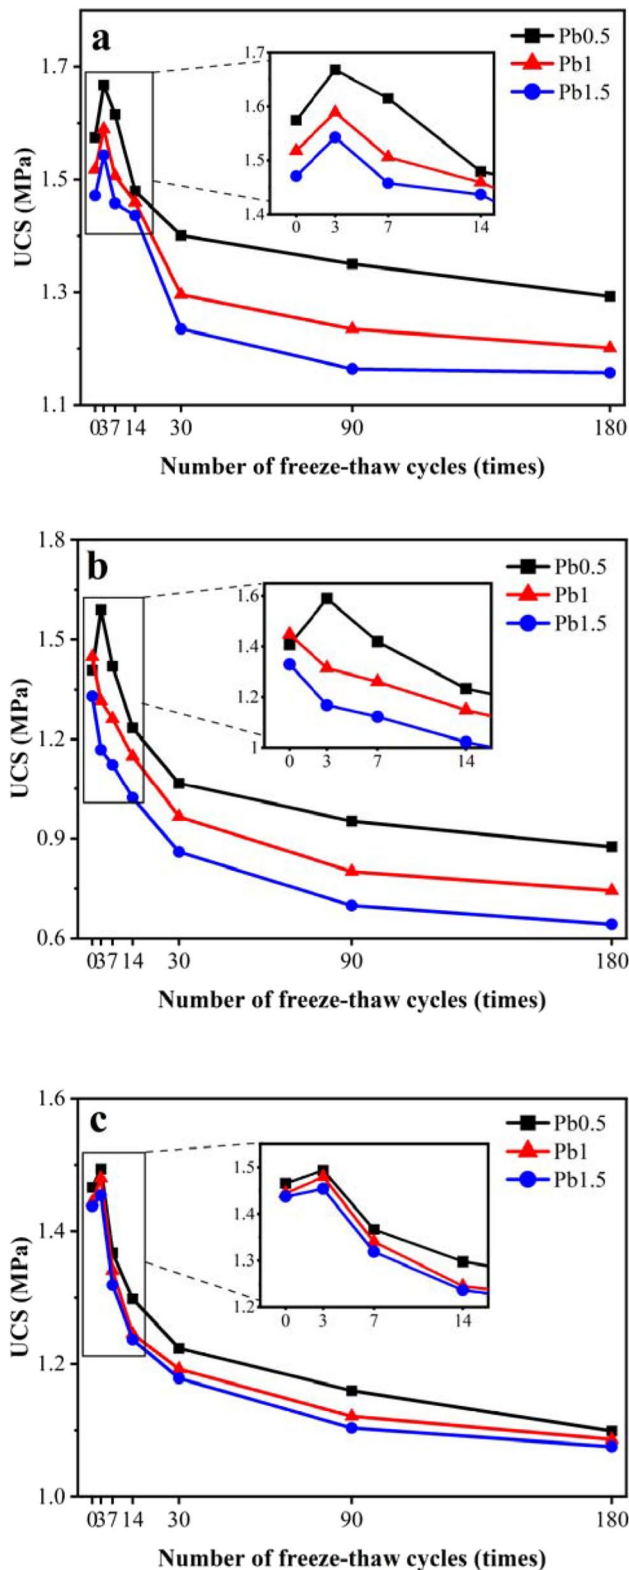 a
Pb0.5
Pb1
Pb1.5
1.7
1.5
1.3
1.1
UCS (MPa)
1.7
1.6
1.5
1.4
0 3 7 14
0 3 7 14 30 90 180
Number of freeze-thaw cycles (times)
b
Pb0.5
Pb1
Pb1.5
1.8
1.5
1.2
0.9
0.6
UCS (MPa)
1.6
1.4
1.2
1
0 3 7 14
0 3 7 14 30 90 180
Number of freeze-thaw cycles (times)
c
Pb0.5
Pb1
Pb1.5
1.6
1.4
1.2
1.0
UCS (MPa)
1.5
1.4
1.3
1.2
0 3 7 14
0 3 7 14 30 90 180
Number of freeze-thaw cycles (times)